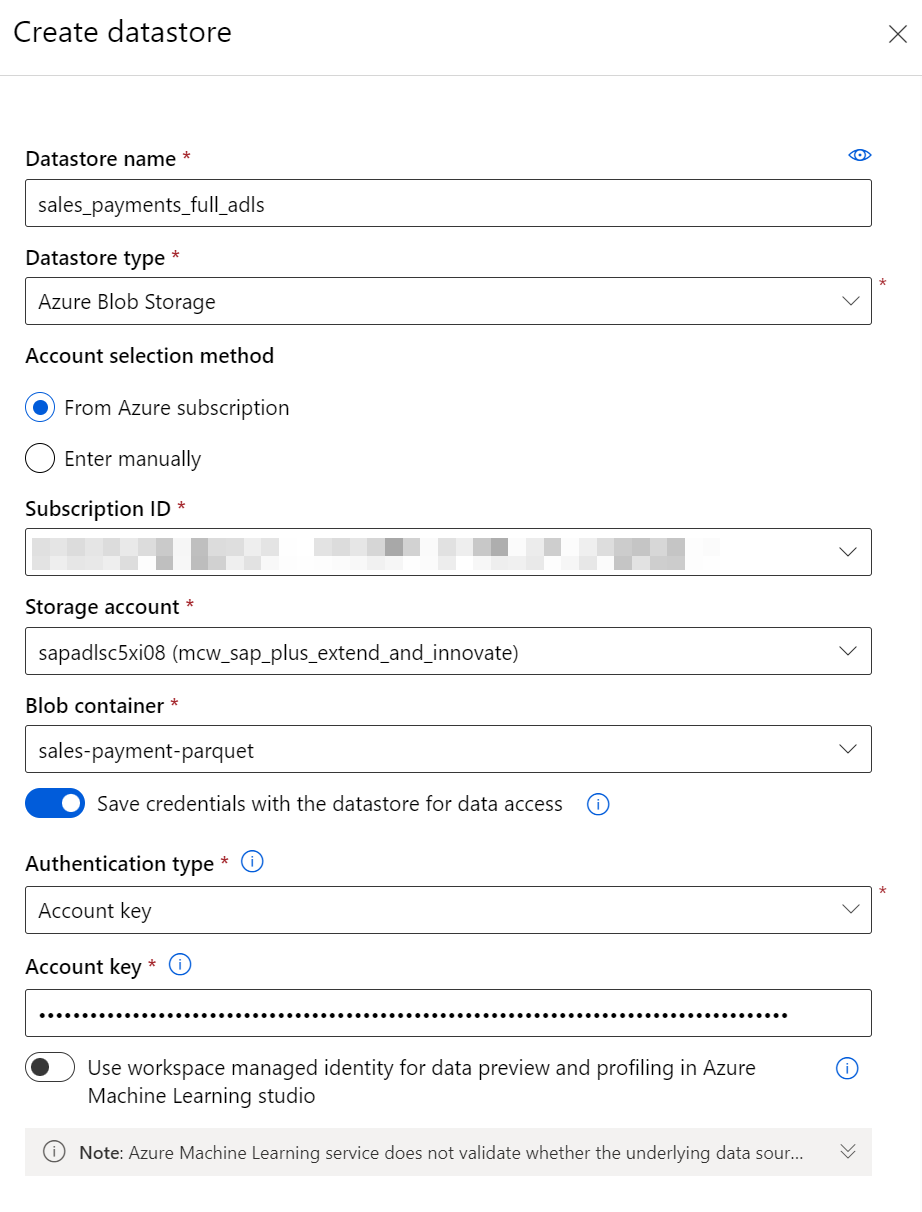 Create datastore
Datastore name *
sales_payments_full_adls
Datastore type *
Azure Blob Storage
*
Account selection method
From Azure subscription
Enter manually
Subscription ID *
Storage account *
sapadlsc5xi08 (mcw_sap_plus_extend_and_innovate)
Blob container *
sales-payment-parquet
Save credentials with the datastore for data access
Authentication type *
Account key
*
Account key *
Use workspace managed identity for data preview and profiling in Azure
Machine Learning studio
Note: Azure Machine Learning service does not validate whether the underlying data sour...